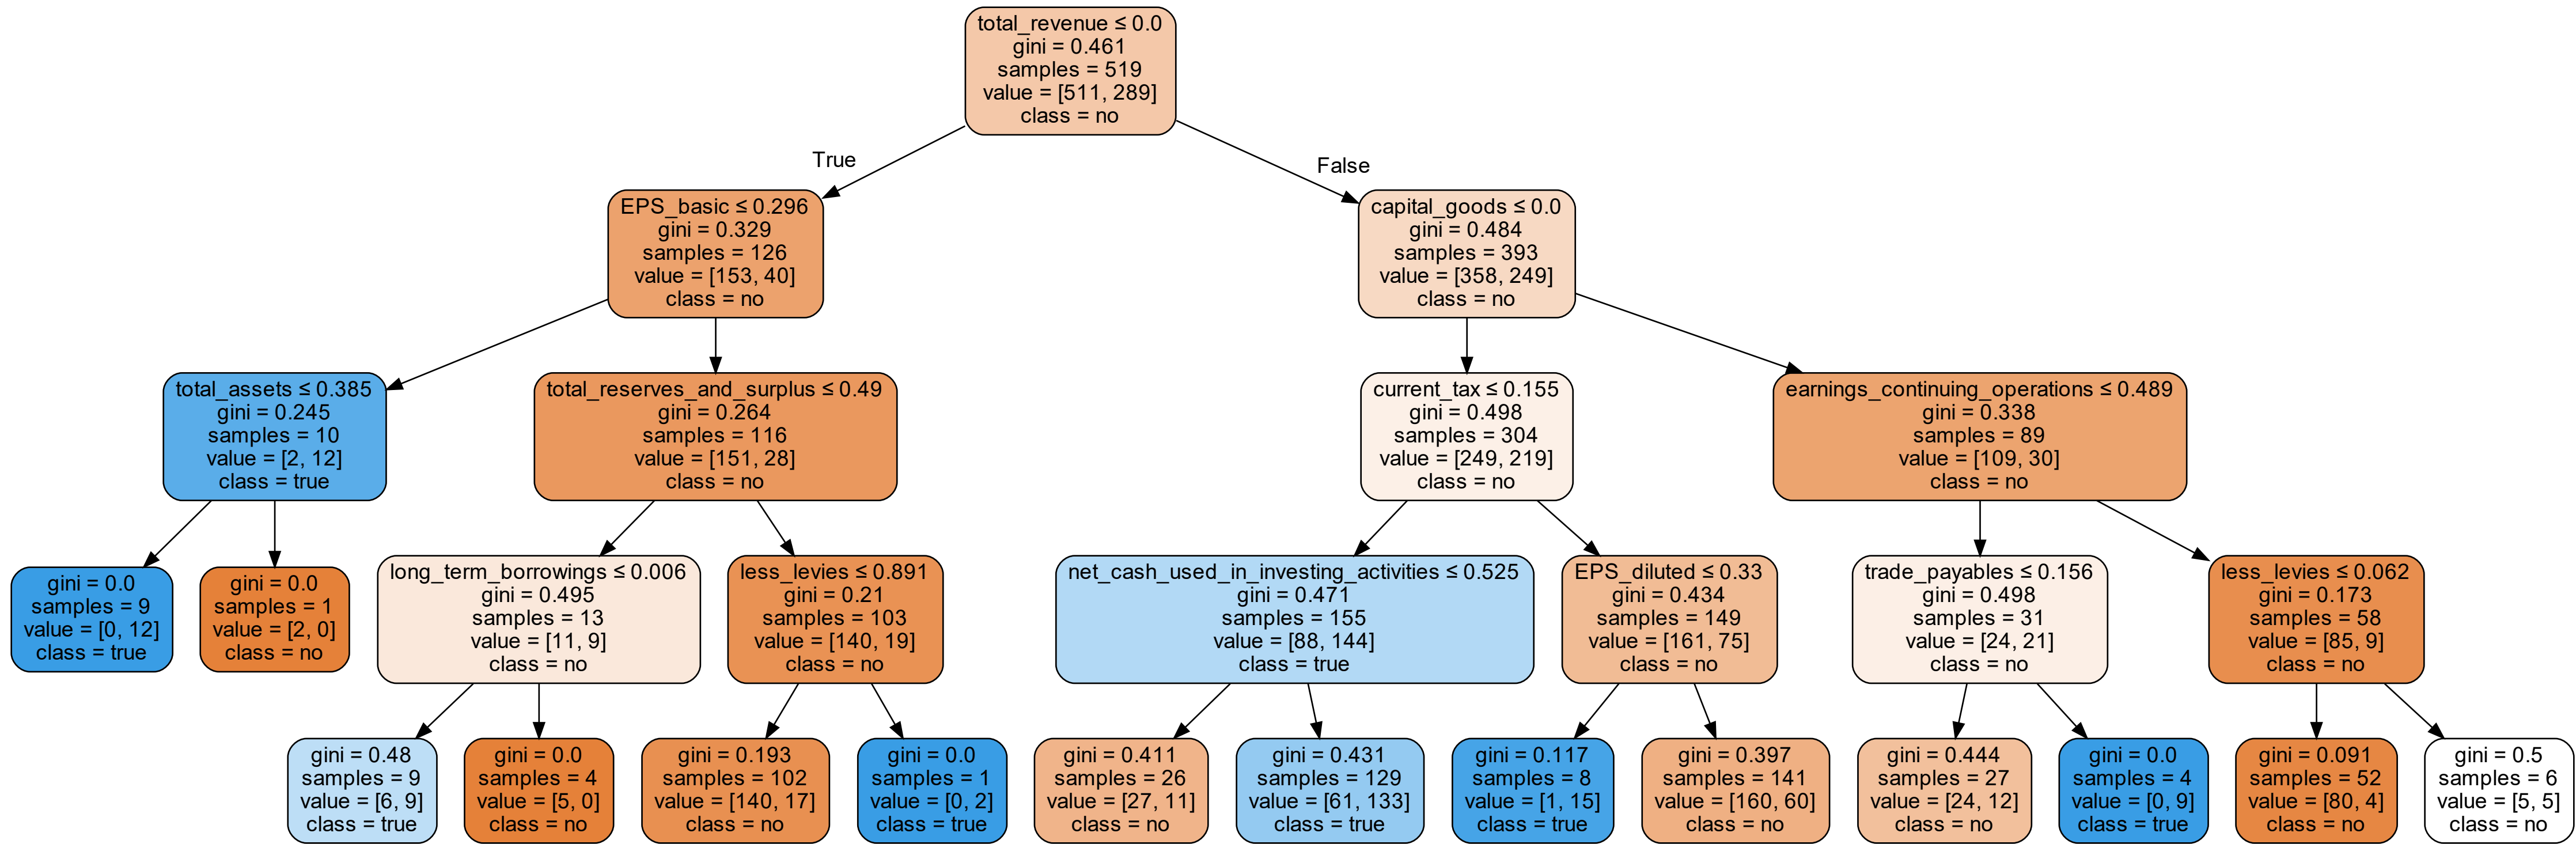 total_revenue ≤ 0.0
gini = 0.461
samples = 519
value = [511, 289]
class = no
True
False
EPS_basic ≤ 0.296
gini = 0.329
samples = 126
value = [153, 40]
class = no
capital_goods ≤ 0.0
gini = 0.484
samples = 393
value = [358, 249]
class = no
total_assets ≤ 0.385
gini = 0.245
samples = 10
value = [2, 12]
class = true
total_reserves_and_surplus ≤ 0.49
gini = 0.264
samples = 116
value = [151, 28]
class = no
current_tax ≤ 0.155
gini = 0.498
samples = 304
value = [249, 219]
class = no
earnings_continuing_operations ≤ 0.489
gini = 0.338
samples = 89
value = [109, 30]
class = no
gini = 0.0
samples = 9
value = [0, 12]
class = true
gini = 0.0
samples = 1
value = [2, 0]
class = no
long_term_borrowings ≤ 0.006
gini = 0.495
samples = 13
value = [11, 9]
class = no
less_levies ≤ 0.891
gini = 0.21
samples = 103
value = [140, 19]
class = no
net_cash_used_in_investing_activities ≤ 0.525
gini = 0.471
samples = 155
value = [88, 144]
class = true
EPS_diluted ≤ 0.33
gini = 0.434
samples = 149
value = [161, 75]
class = no
trade_payables ≤ 0.156
gini = 0.498
samples = 31
value = [24, 21]
class = no
less_levies ≤ 0.062
gini = 0.173
samples = 58
value = [85, 9]
class = no
gini = 0.48
samples = 9
value = [6, 9]
class = true
gini = 0.0
samples = 4
value = [5, 0]
class = no
gini = 0.193
samples = 102
value = [140, 17]
class = no
gini = 0.0
samples = 1
value = [0, 2]
class = true
gini = 0.411
samples = 26
value = [27, 11]
class = no
gini = 0.431
samples = 129
value = [61, 133]
class = true
gini = 0.117
samples = 8
value = [1, 15]
class = true
gini = 0.397
samples = 141
value = [160, 60]
class = no
gini = 0.444
samples = 27
value = [24, 12]
class = no
gini = 0.0
samples = 4
value = [0, 9]
class = true
gini = 0.091
samples = 52
value = [80, 4]
class = no
gini = 0.5
samples = 6
value = [5, 5]
class = no